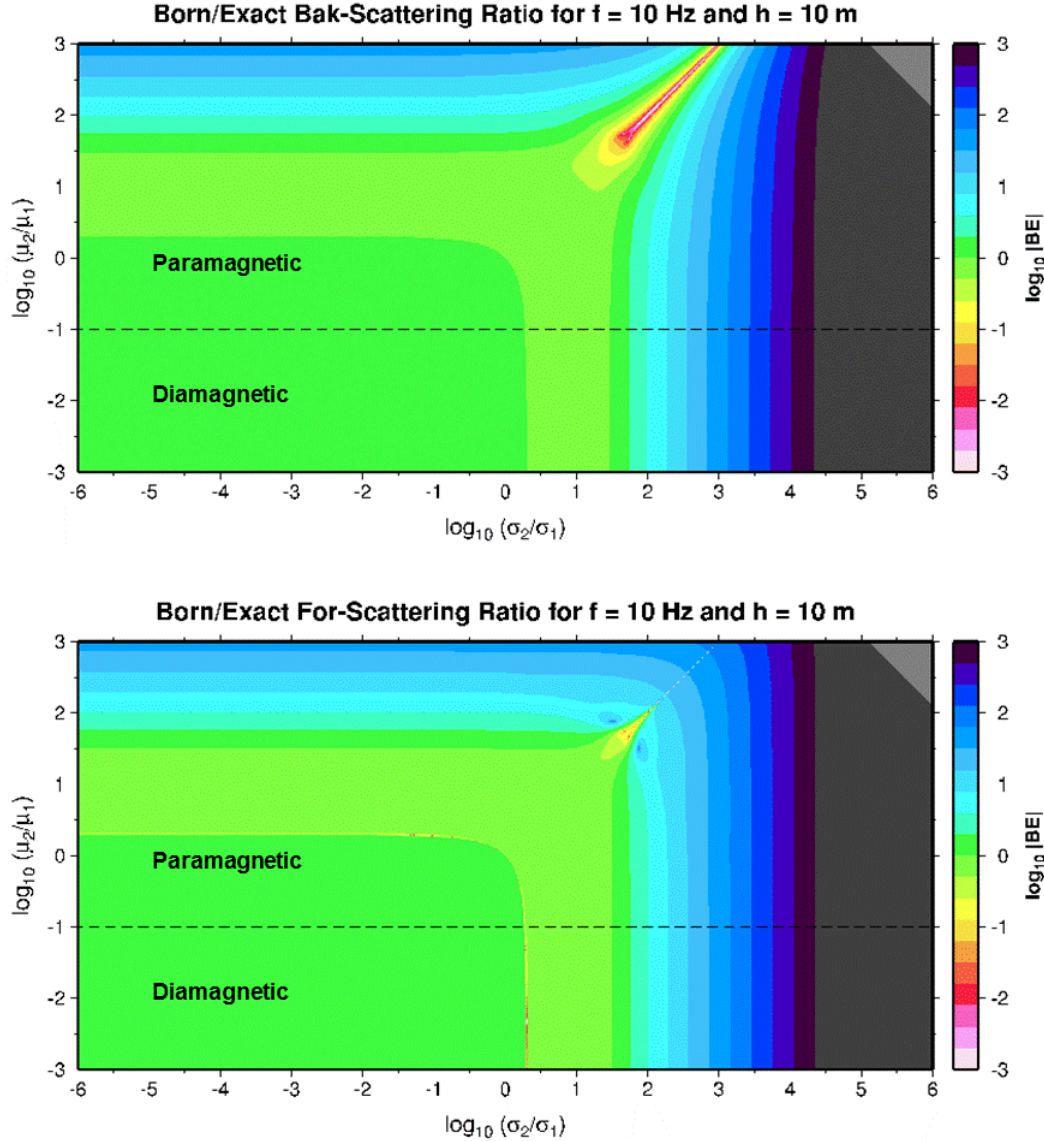 Born/Exact Bak-Scattering Ratio for f = 10 Hz and h = 10 m
3
2
1
0
-1
-2
-3
log10 (μ2/μ1)
Paramagnetic
Diamagnetic
-6 -5 -4 -3 -2 -1 0 1 2 3 4 5 6
log10 (σ2/σ1)
3
2
1
0
-1
-2
-3
log10 |BE|
Born/Exact For-Scattering Ratio for f = 10 Hz and h = 10 m
3
2
1
0
-1
-2
-3
log10 (μ2/μ1)
Paramagnetic
Diamagnetic
-6 -5 -4 -3 -2 -1 0 1 2 3 4 5 6
log10 (σ2/σ1)
3
2
1
0
-1
-2
-3
log10 |BE|